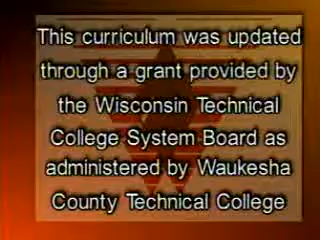 This curriculum was updated
through a grant provided by
the Wisconsin Technical
College System Board as
administered by Waukesha
County Technical College